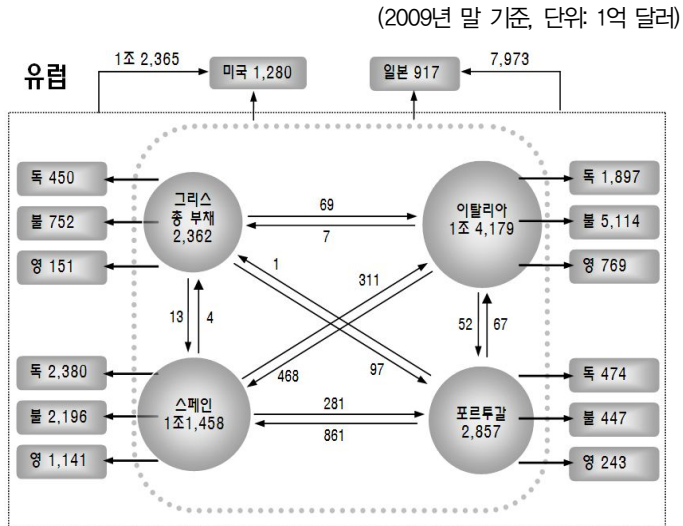 (2009년 말 기준, 단위: 1억 달러)
유럽
1조 2,365
미국 1,280
일본 917
7,973
독 450
불 752
영 151
그리스
총 부채
2,362
69
7
이탈리아
1조 4,179
독 1,897
불 5,114
영 769
1
311
13
4
52
67
468
97
독 2,380
불 2,196
영 1,141
스페인
1조1,458
281
861
포르투갈
2,857
독 474
불 447
영 243